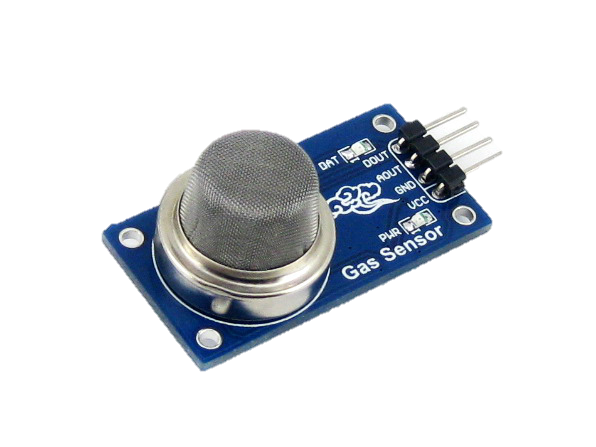 DAT
DOUT
AOUT
GND
VCC
PWR
Gas Sensor